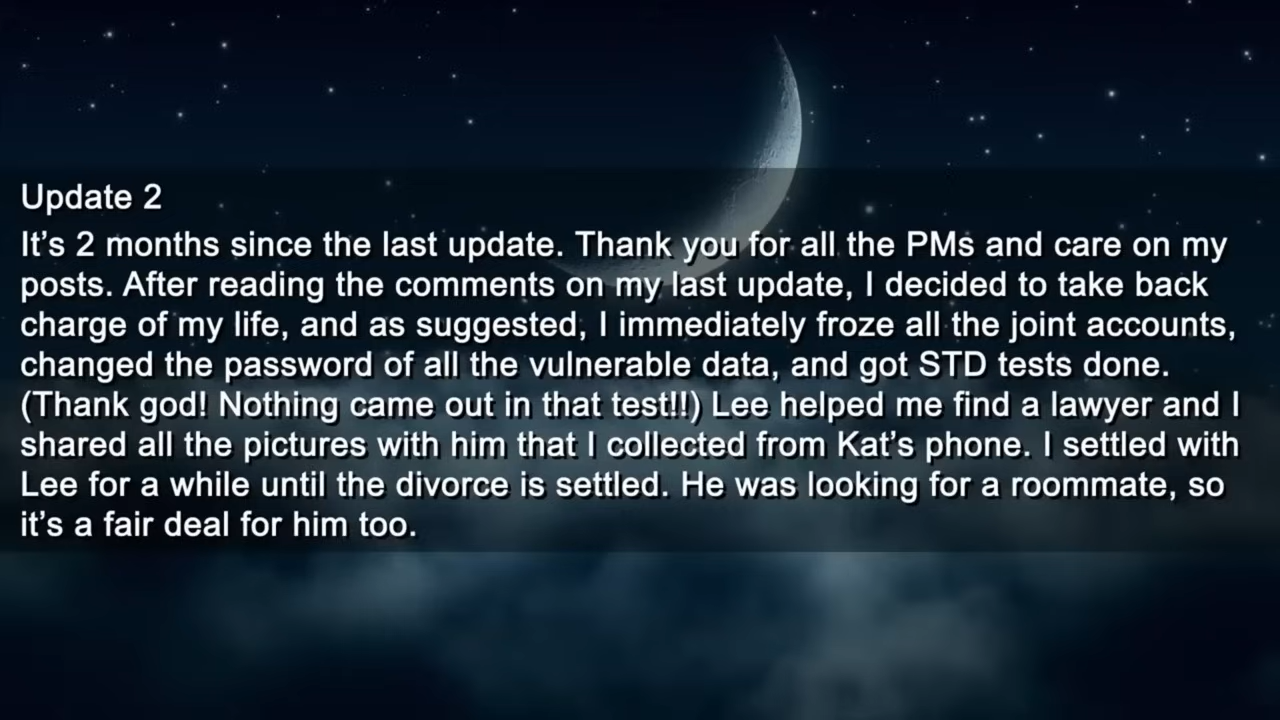 Update 2
It’s 2 months since the last update. Thank you for all the PMs and care on my
posts. After reading the comments on my last update, I decided to take back
charge of my life, and as suggested, I immediately froze all the joint accounts,
changed the password of all the vulnerable data, and got STD tests done.
(Thank god! Nothing came out in that test!!) Lee helped me find a lawyer and I
shared all the pictures with him that I collected from Kat’s phone. I settled with
Lee for a while until the divorce is settled. He was looking for a roommate, so
it’s a fair deal for him too.